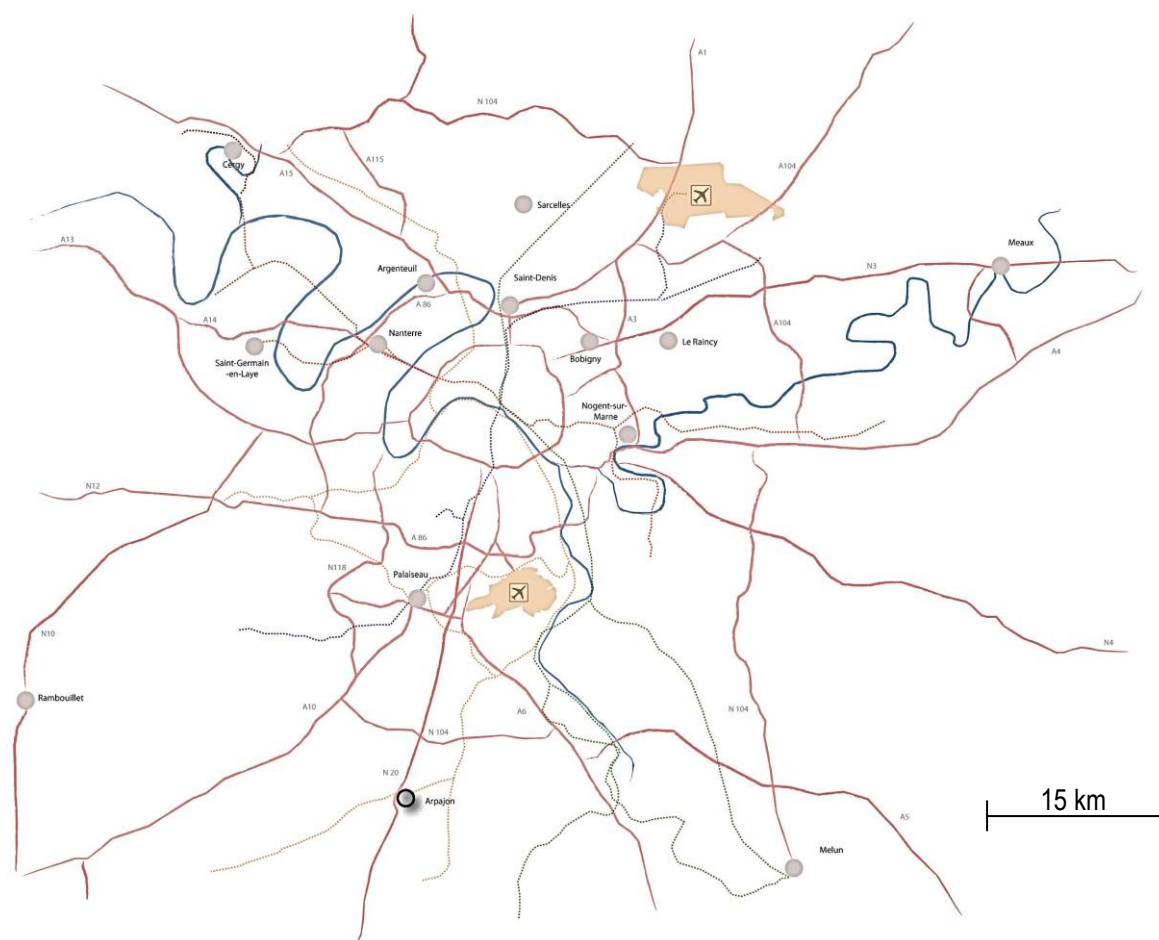 A1
N 104
A104
A115
Cergy
A15
Sarcelles
A13
Meaux
Argenteuil
Saint-Denis
N3
A 86
A14
A3
A104
Nanterre
Bobigny
Le Raincy
Saint-Germain
-en-Laye
A4
Nogent-sur-
Marne
N12
A 86
N118
Palaiseau
N10
N4
Rambouillet
A10
A6
N 104
N 104
N 20
Arpajon
15 km
A5
Melun